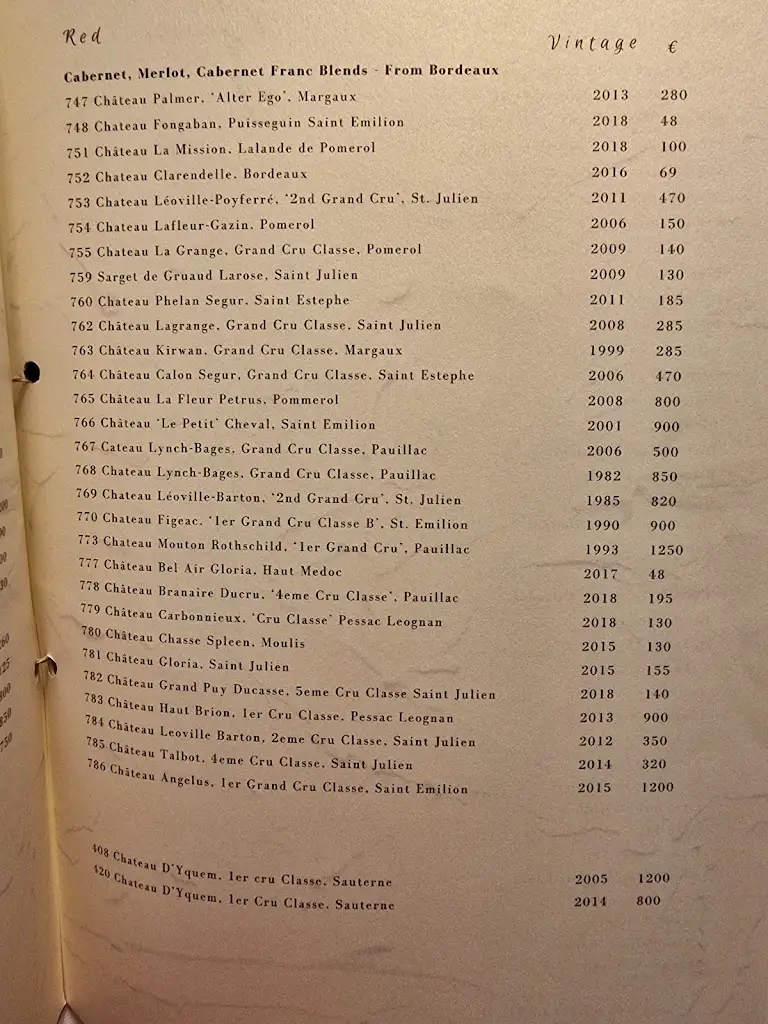 Red Vintage €
Cabernet, Merlot, Cabernet Franc Blends - From Bordeaux
747 Château Palmer, 'Alter Ego', Margaux 2013 280
748 Chateau Fongaban, Puisseguin Saint Emilion 2018 48
751 Château La Mission, Lalande de Pomerol 2018 100
752 Chateau Clarendelle, Bordeaux 2016 69
753 Chateau Léoville-Poyferré, '2nd Grand Cru', St. Julien 2011 470
754 Chateau Lafleur-Gazin, Pomerol 2006 150
755 Chateau La Grange, Grand Cru Classe, Pomerol 2009 140
759 Sarget de Gruaud Larose, Saint Julien 2009 130
760 Chateau Phelan Segur, Saint Estephe 2011 185
762 Château Lagrange, Grand Cru Classe, Saint Julien 2008 285
763 Château Kirwan, Grand Cru Classe, Margaux 1999 285
764 Château Calon Segur, Grand Cru Classe, Saint Estephe 2006 470
765 Château La Fleur Petrus, Pommerol 2008 800
766 Château 'Le Petit' Cheval, Saint Emilion 2001 900
767 Cateau Lynch-Bages, Grand Cru Classe, Pauillac 2006 500
768 Chateau Lynch-Bages, Grand Cru Classe, Pauillac 1982 850
769 Chateau Léoville-Barton, '2nd Grand Cru', St. Julien 1985 820
770 Chateau Figeac, '1er Grand Cru Classe B', St. Emilion 1990 900
773 Chateau Mouton Rothschild, '1er Grand Cru', Pauillac 1993 1250
777 Château Bel Air Gloria, Haut Medoc 2017 48
778 Château Branaire Ducru, '4eme Cru Classe', Pauillac 2018 195
779 Château Carbonnieux, 'Cru Classe' Pessac Leognan 2018 130
780 Château Chasse Spleen, Moulis 2015 130
781 Château Gloria, Saint Julien 2015 155
782 Château Grand Puy Ducasse, 5eme Cru Classe Saint Julien 2018 140
783 Château Haut Brion, 1er Cru Classe, Pessac Leognan 2013 900
784 Château Leoville Barton, 2eme Cru Classe, Saint Julien 2012 350
785 Château Talbot, 4eme Cru Classe, Saint Julien 2014 320
786 Château Angelus, 1er Grand Cru Classe, Saint Emilion 2015 1200
408 Chateau D'Yquem, 1er cru Classe, Sauterne 2005 1200
420 Chateau D'Yquem, 1er Cru Classe, Sauterne 2014 800